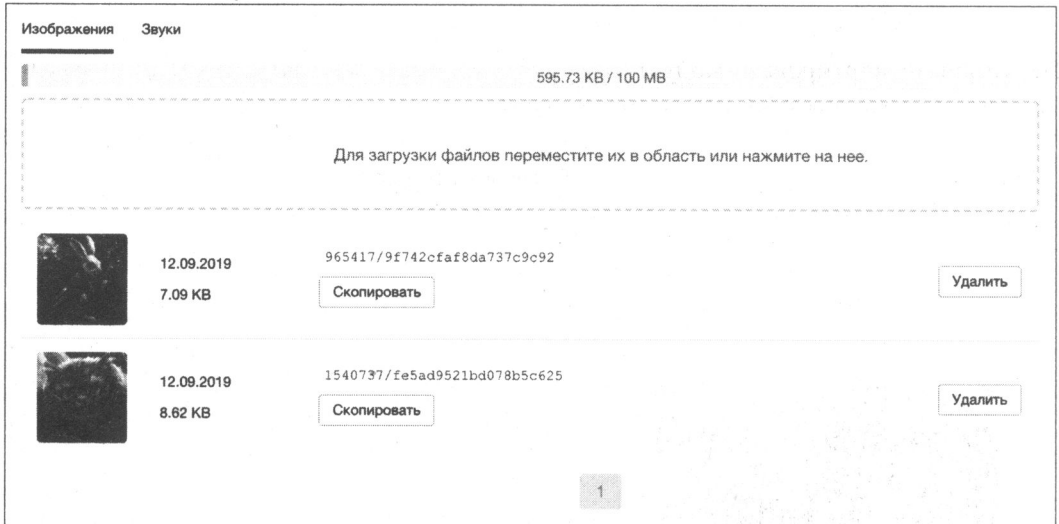 Изображения Звуки
595.73 KB / 100 MB
Для загрузки файлов переместите их в область или нажмите на нее.
965417/9f742cfaf8da737c9c92
12.09.2019
7.09 KB
Скопировать
Удалить
1540737/fe5ad9521bd078b5c625
12.09.2019
8.62 KB
Скопировать
Удалить
1